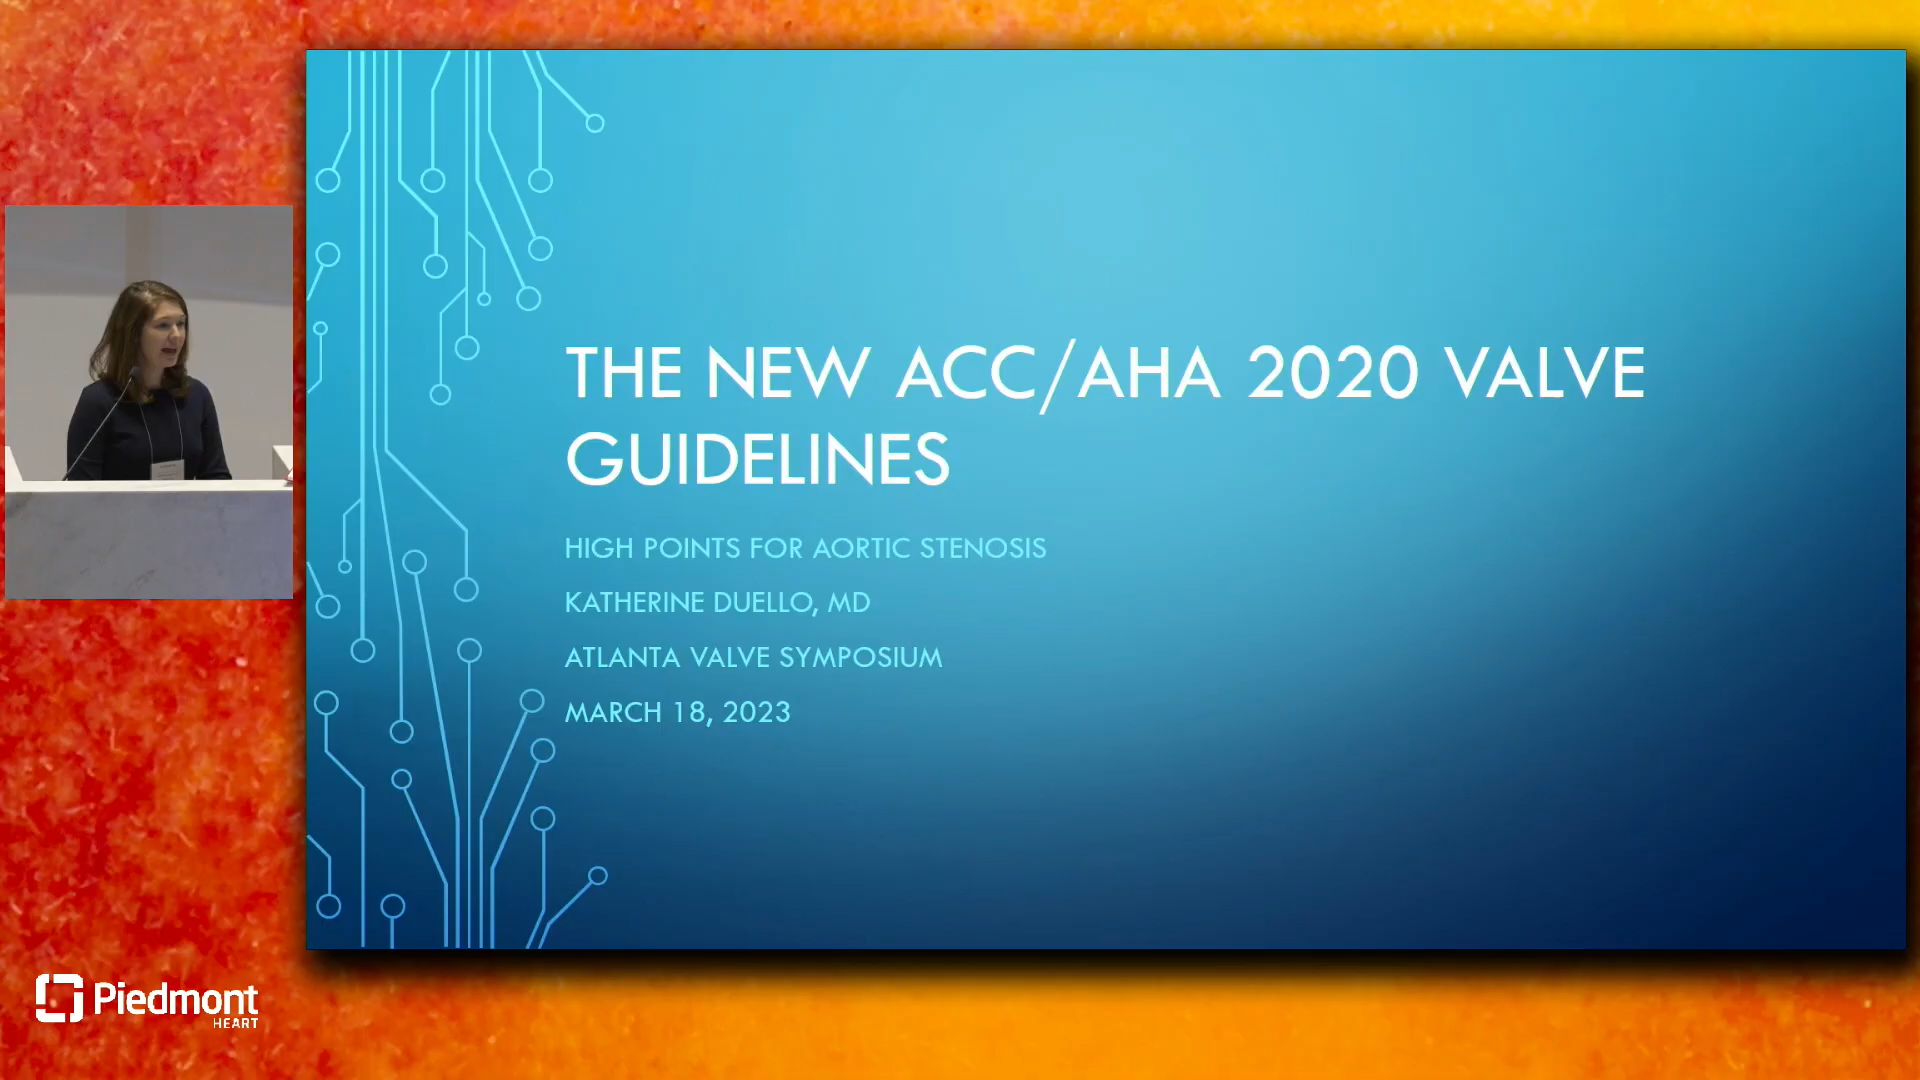 THE NEW ACC/AHA 2020 VALVE
GUIDELINES
HIGH POINTS FOR AORTIC STENOSIS
KATHERINE DUELLO, MD
ATLANTA VALVE SYMPOSIUM
MARCH 18, 2023
Piedmont
HEART